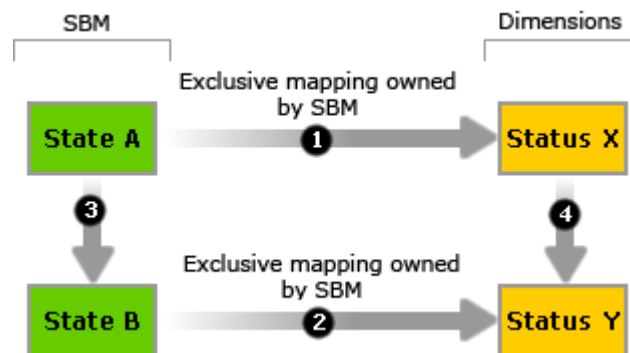 SBM
Dimensions
Exclusive mapping owned
by SBM
State A
1
Status X
3
4
Exclusive mapping owned
by SBM
State B
2
Status Y